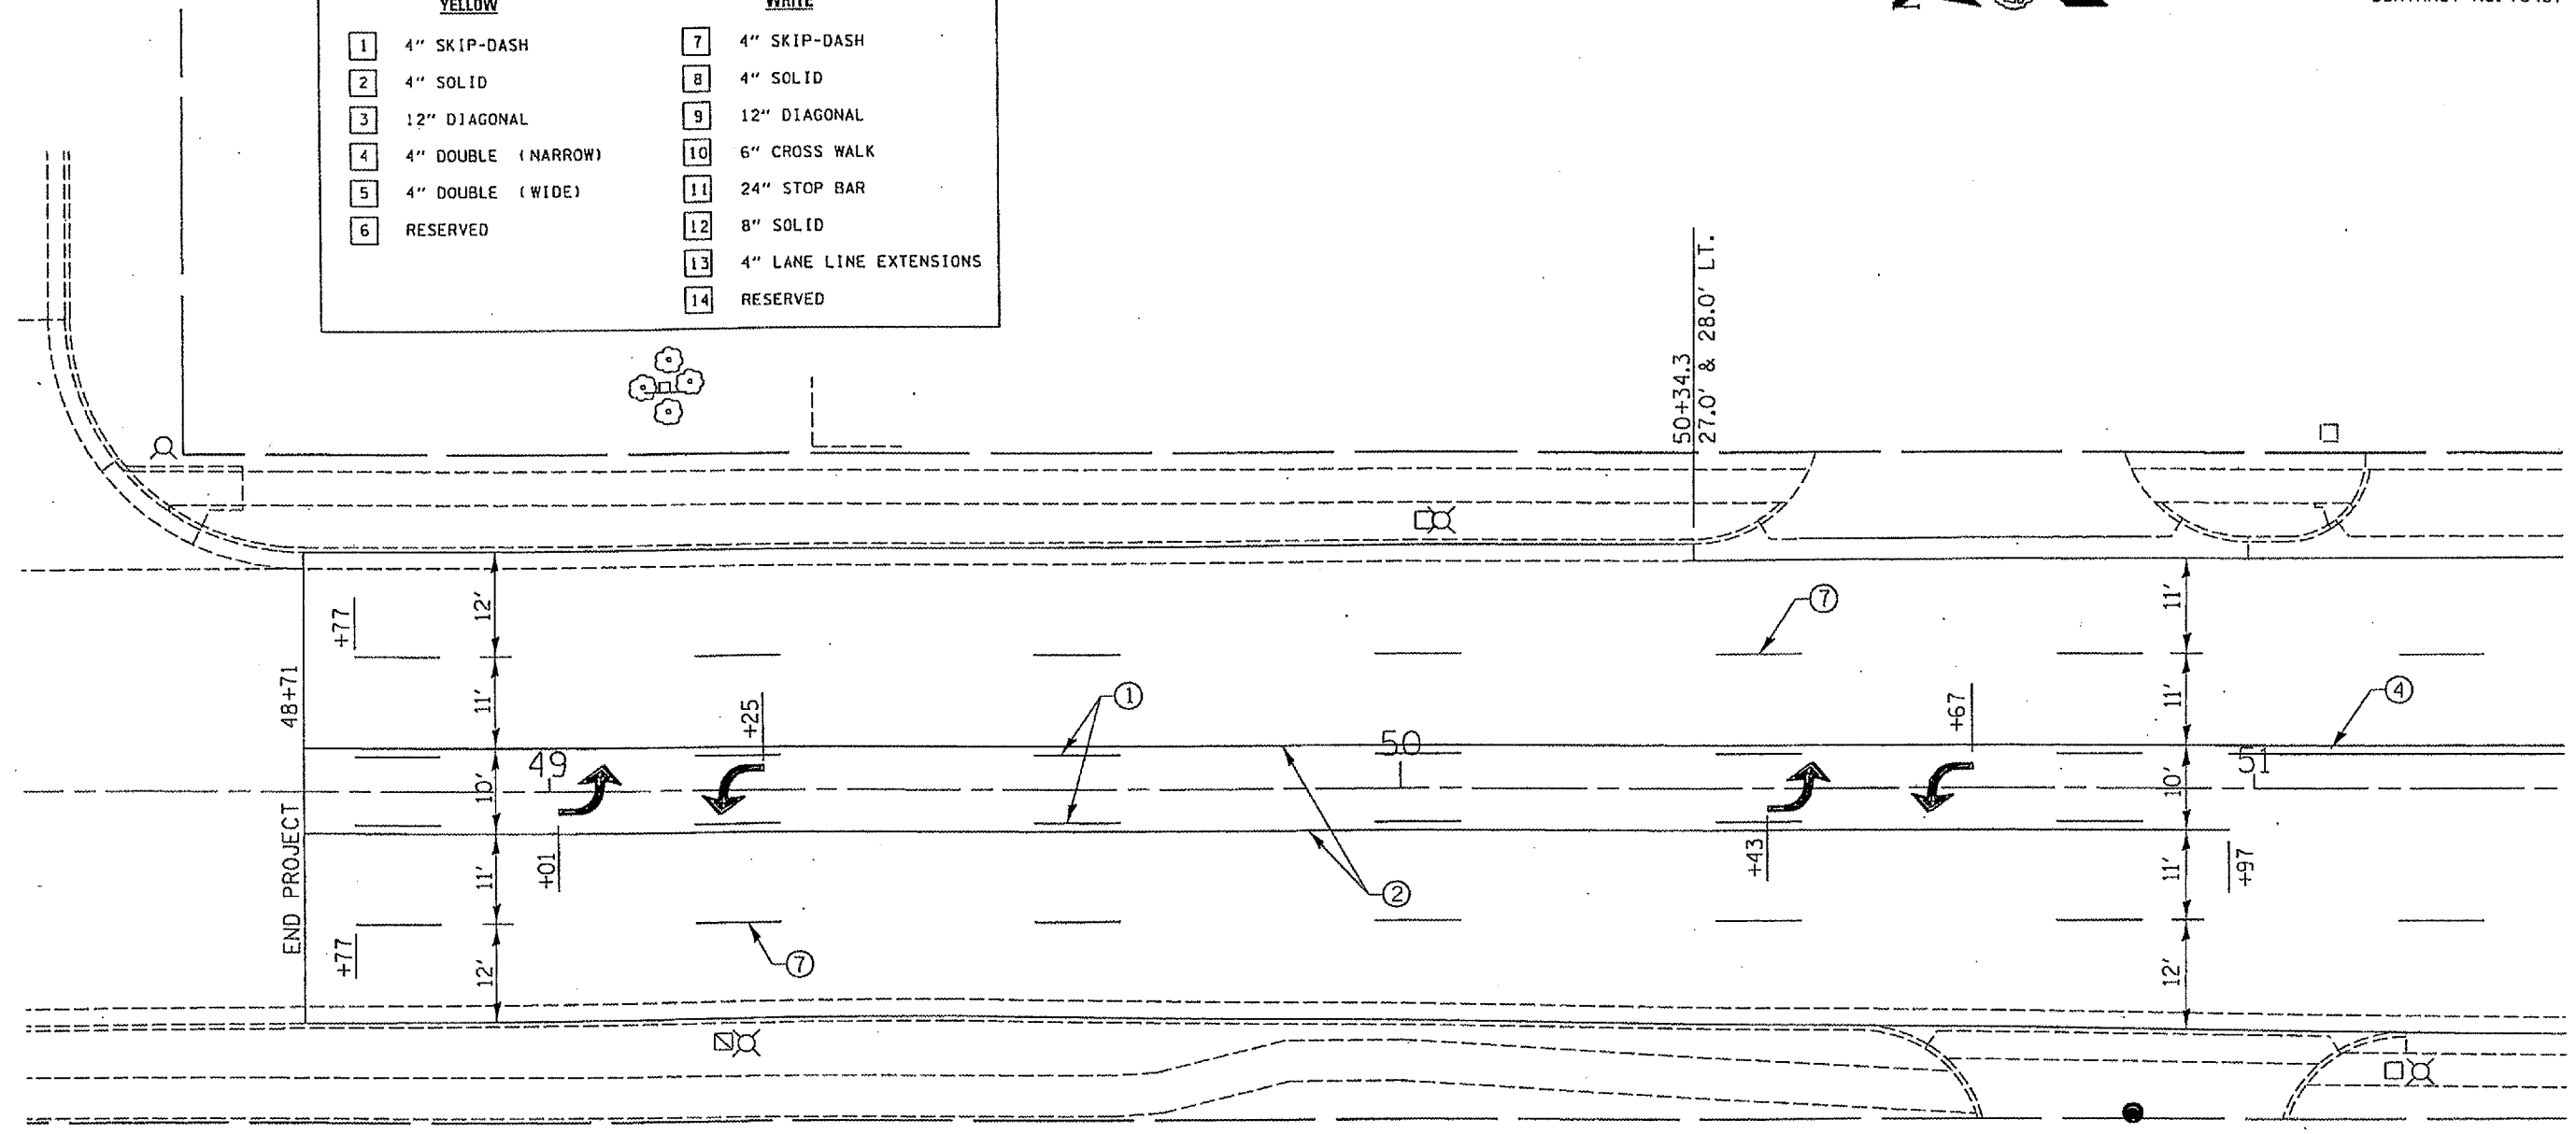 YELLOW
1 4" SKIP-DASH
2 4" SOLID
3 12" DIAGONAL
4 4" DOUBLE (NARROW)
5 4" DOUBLE (WIDE)
6 RESERVED
WHITE
7 4" SKIP-DASH
8 4" SOLID
9 12" DIAGONAL
10 6" CROSS WALK
11 24" STOP BAR
12 8" SOLID
13 4" LANE LINE EXTENSIONS
14 RESERVED
50+34.3
27.0' & 28.0' LT.
+77
12'
7
11'
48+71
11'
+25
1
+67
11'
4
49
50
51
10'
10'
END PROJECT
+01
11'
2
+43
11'
+97
+77
12'
7
12'